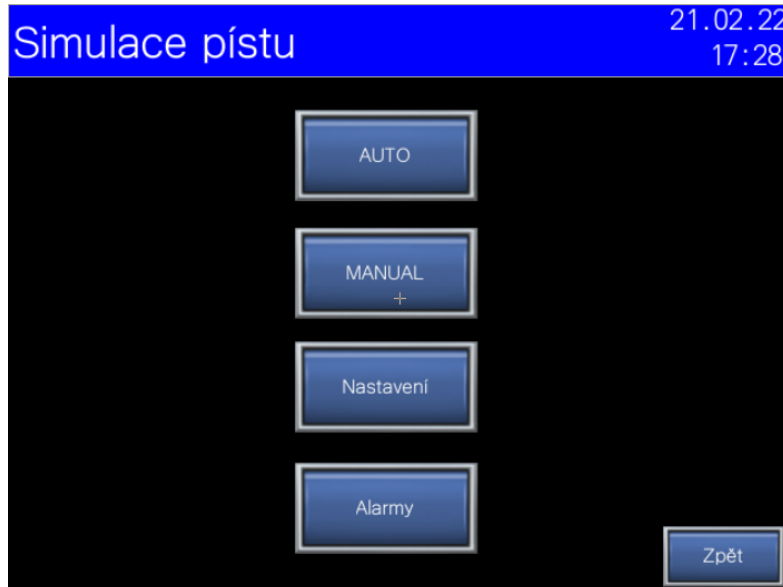 Simulace pístu
21.02.22
17:28
AUTO
MANUAL
Nastavení
Alarmy
Zpět